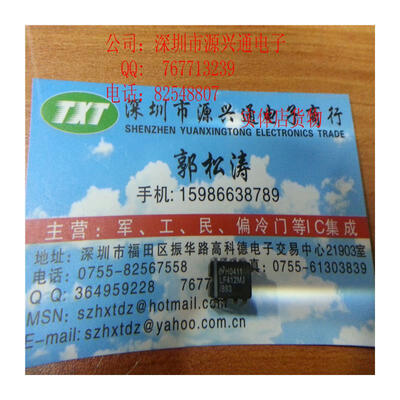 公司：深圳市源兴通电子
QQ: 767713239
电话：82548807
TXT 深圳市源兴通电子商行
SHENZHEN YUANXINGTONG ELECTRONICS TRADE
郭松涛
手机:15986638789
主营：军、工、民、偏冷门等IC集成
地址：深圳市福田区振华路高科德电子交易中心21903室
电话：0755-82567558
真：0755-61303839
QQ：364959228 7677
MSN: szhxtdz@hotmail.com
E-mail: szhxtdz@yahoo.com.cn
LF412MJ
/883